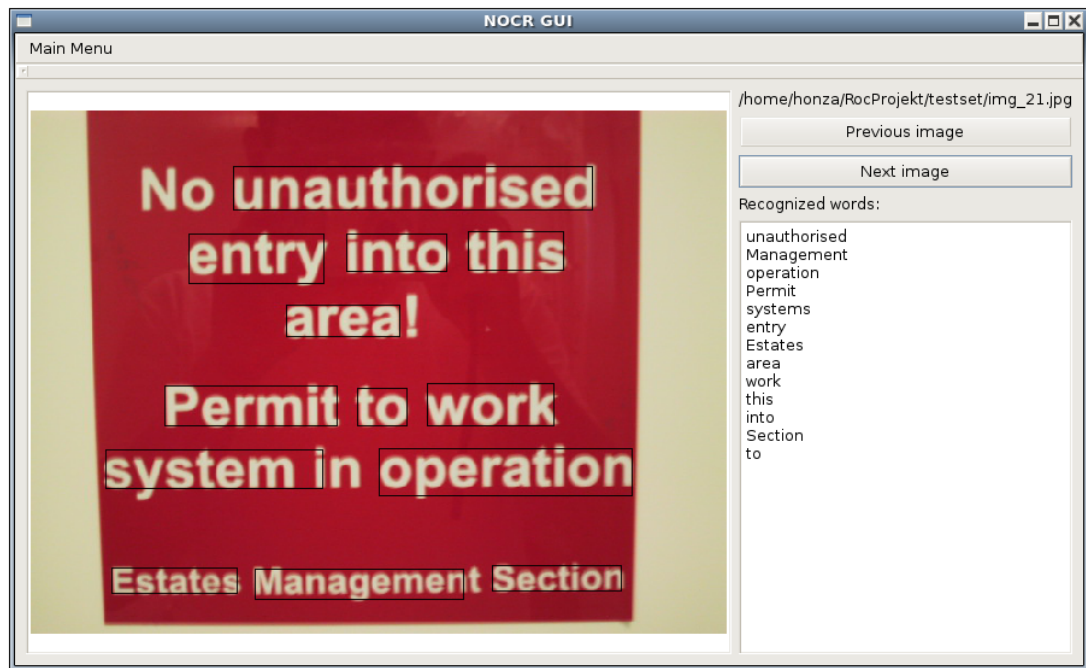 NOCR GUI
Main Menu
/home/honza/RocProjekt/testset/img_21.jpg
Previous image
Next image
Recognized words:
unauthorised
Management
operation
Permit
systems
entry
Estates
area
work
this
into
Section
to
No unauthorised
entry into this
area!
Permit to work
system in operation
Estates Management Section